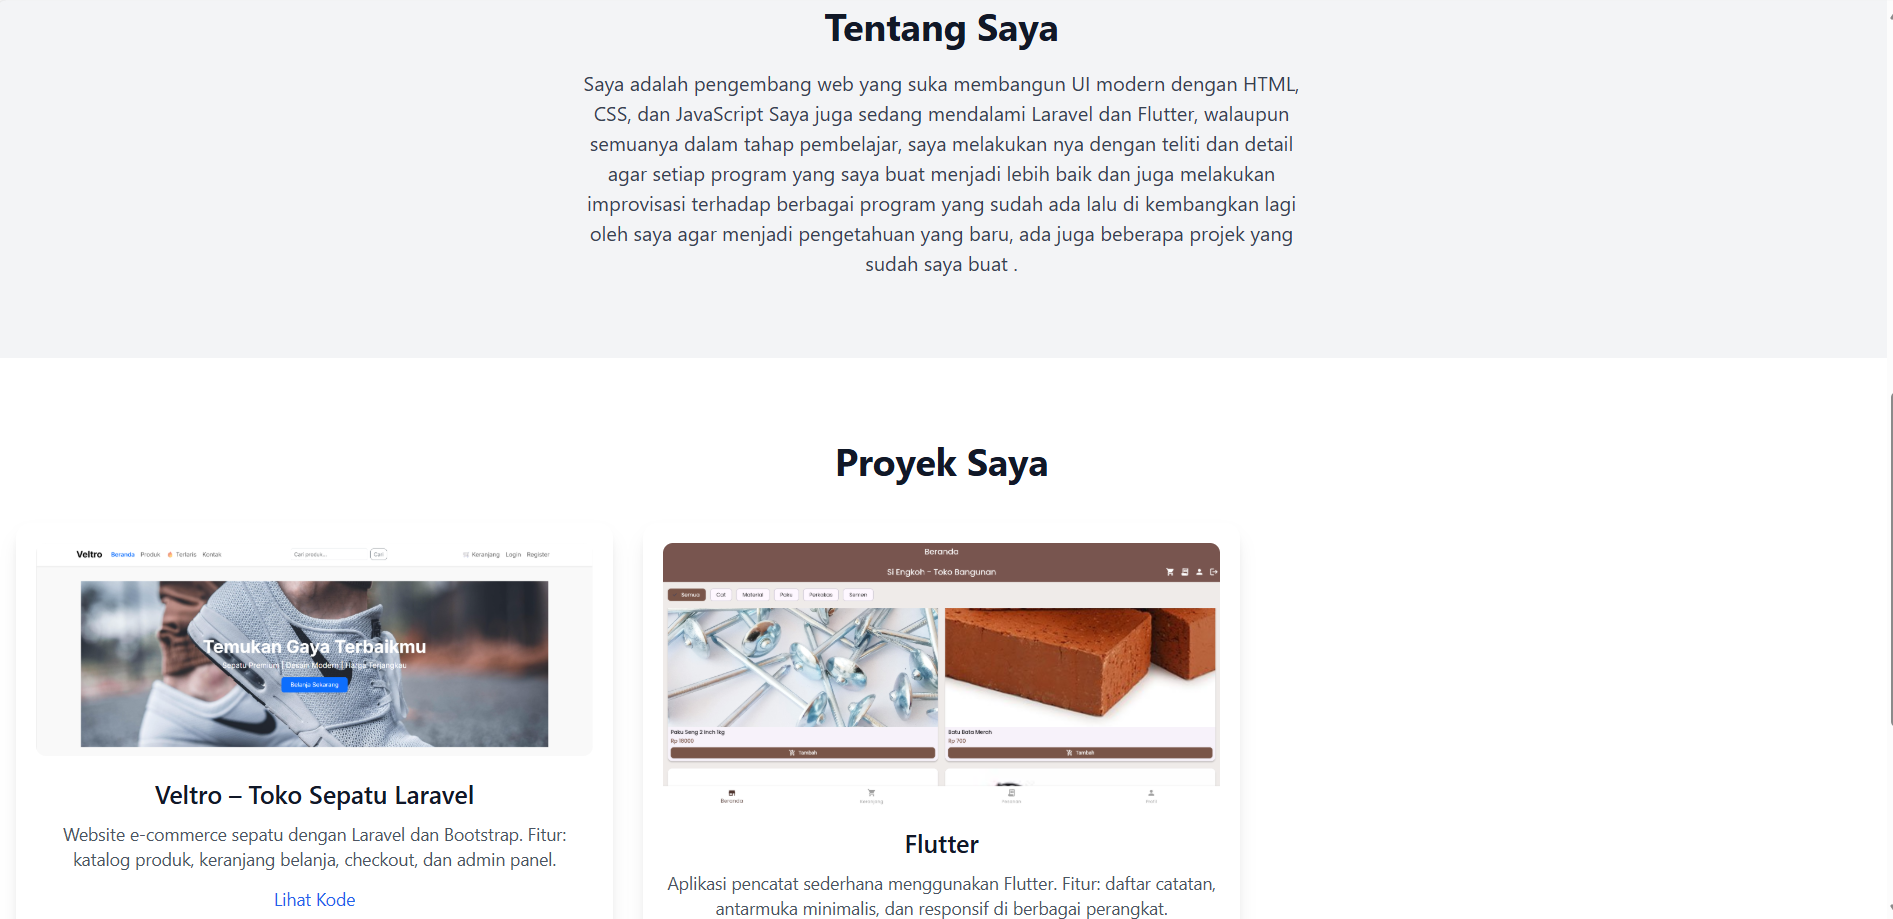 Tentang Saya
Saya adalah pengembang web yang suka membangun UI modern dengan HTML,
CSS, dan JavaScript Saya juga sedang mendalami Laravel dan Flutter, walaupun
semuanya dalam tahap pembelajar, saya melakukan nya dengan teliti dan detail
agar setiap program yang saya buat menjadi lebih baik dan juga melakukan
improvisasi terhadap berbagai program yang sudah ada lalu di kembangkan lagi
oleh saya agar menjadi pengetahuan yang baru, ada juga beberapa projek yang
sudah saya buat .
Proyek Saya
Veltro Beranda Produk Terlaris Kontak Cari produk... Cari Keranjang Login Register
Temukan Gaya Terbaikmu
Sepatu Premium | Desain Modern | Harga Terjangkau
Belanja Sekarang
Veltro – Toko Sepatu Laravel
Website e-commerce sepatu dengan Laravel dan Bootstrap. Fitur:
katalog produk, keranjang belanja, checkout, dan admin panel.
Lihat Kode
Beranda
Si Engkoh - Toko Bangunan
Semua Cat Material Paku Perkakas Semen
Paku Seng 2 inch 1kg
Rp 18000
Tambah
Batu Bata Merah
Rp 700
Tambah
Beranda Keranjang Pesanan Profil
Flutter
Aplikasi pencatat sederhana menggunakan Flutter. Fitur: daftar catatan,
antarmuka minimalis, dan responsif di berbagai perangkat.